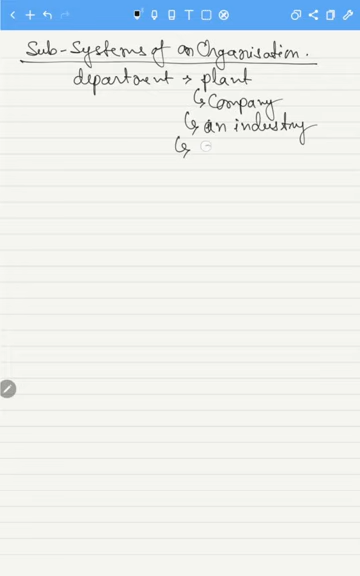 Sub-Systems of an Organisation.
department → plant
↳ Company
↳ an industry
↳